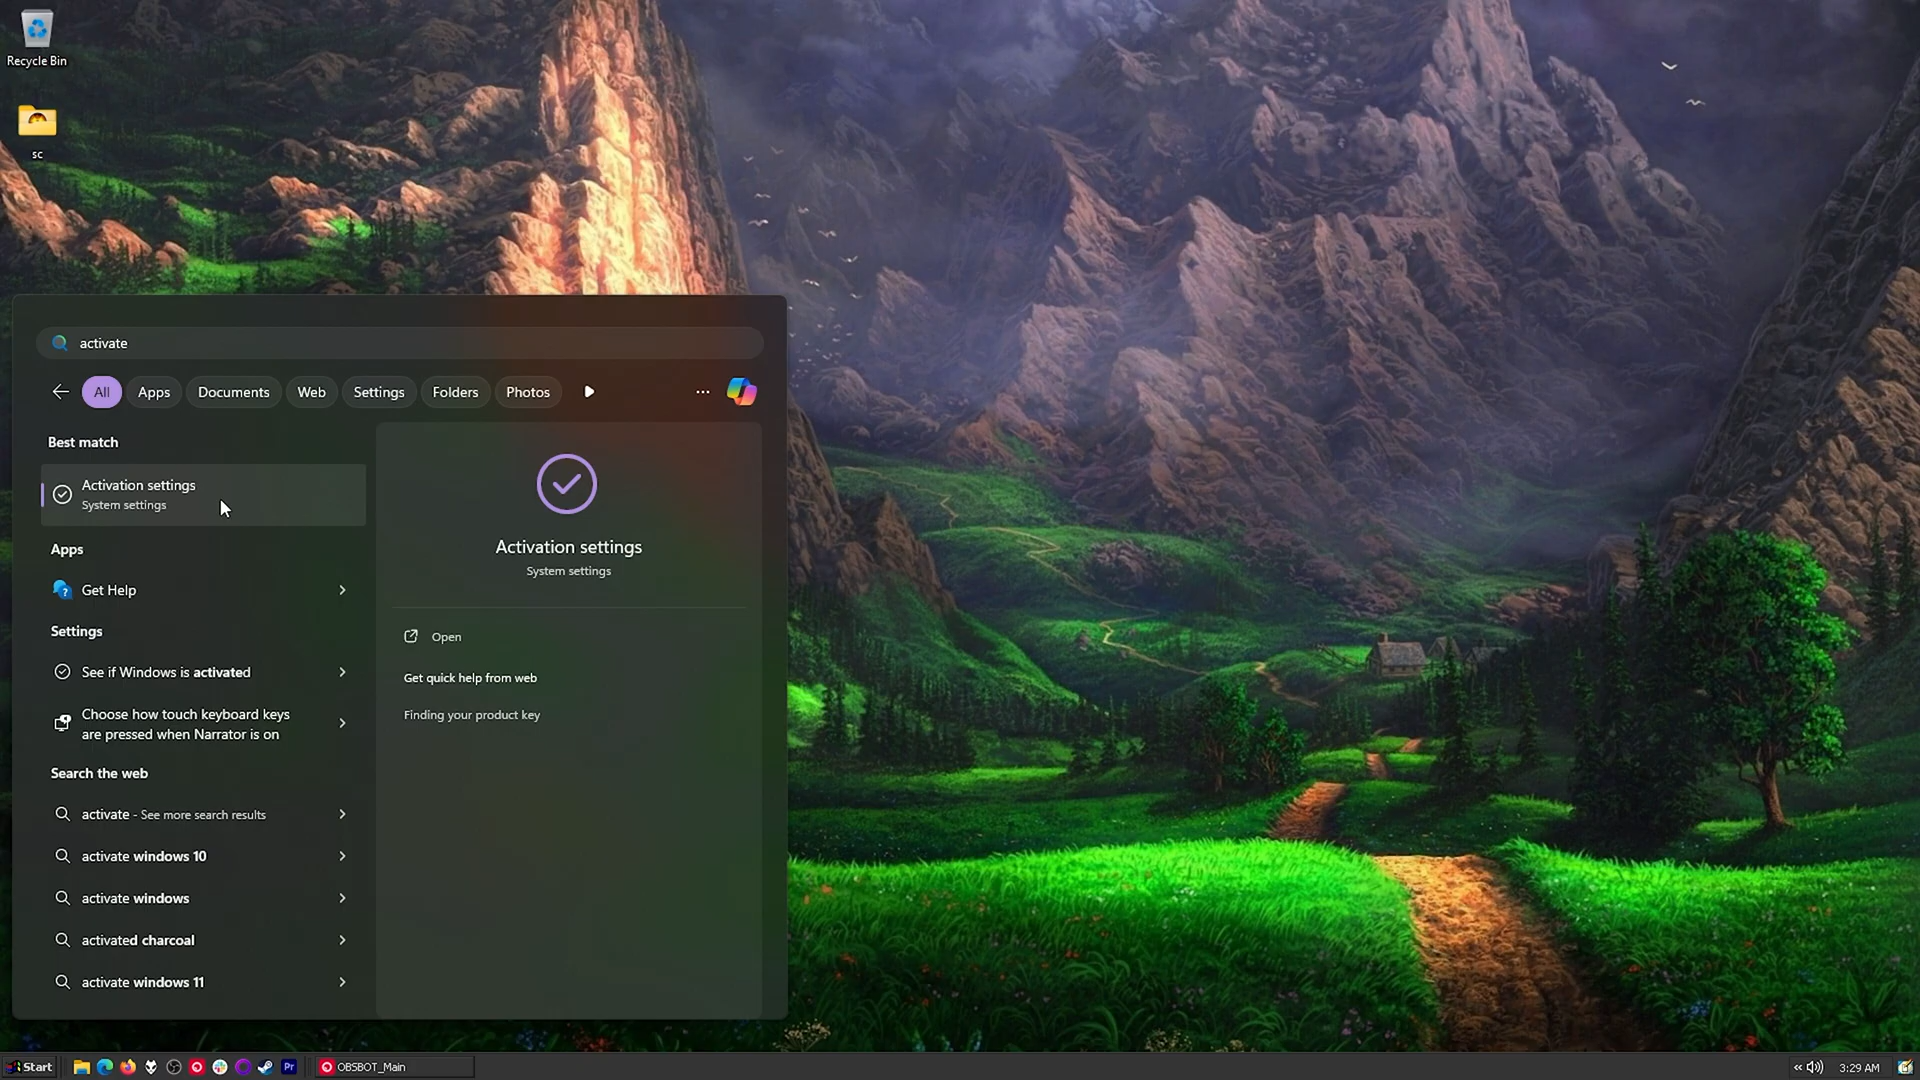 Recycle Bin
sc
activate
All
Apps
Documents
Web
Settings
Folders
Photos
Best match
Activation settings
System settings
Apps
Get Help
Settings
See if Windows is activated
Choose how touch keyboard keys
are pressed when Narrator is on
Search the web
activate - See more search results
activate windows 10
activate windows
activated charcoal
activate windows 11
Activation settings
System settings
Open
Get quick help from web
Finding your product key
Start
Pr
OBSBOT_Main
3:29 AM